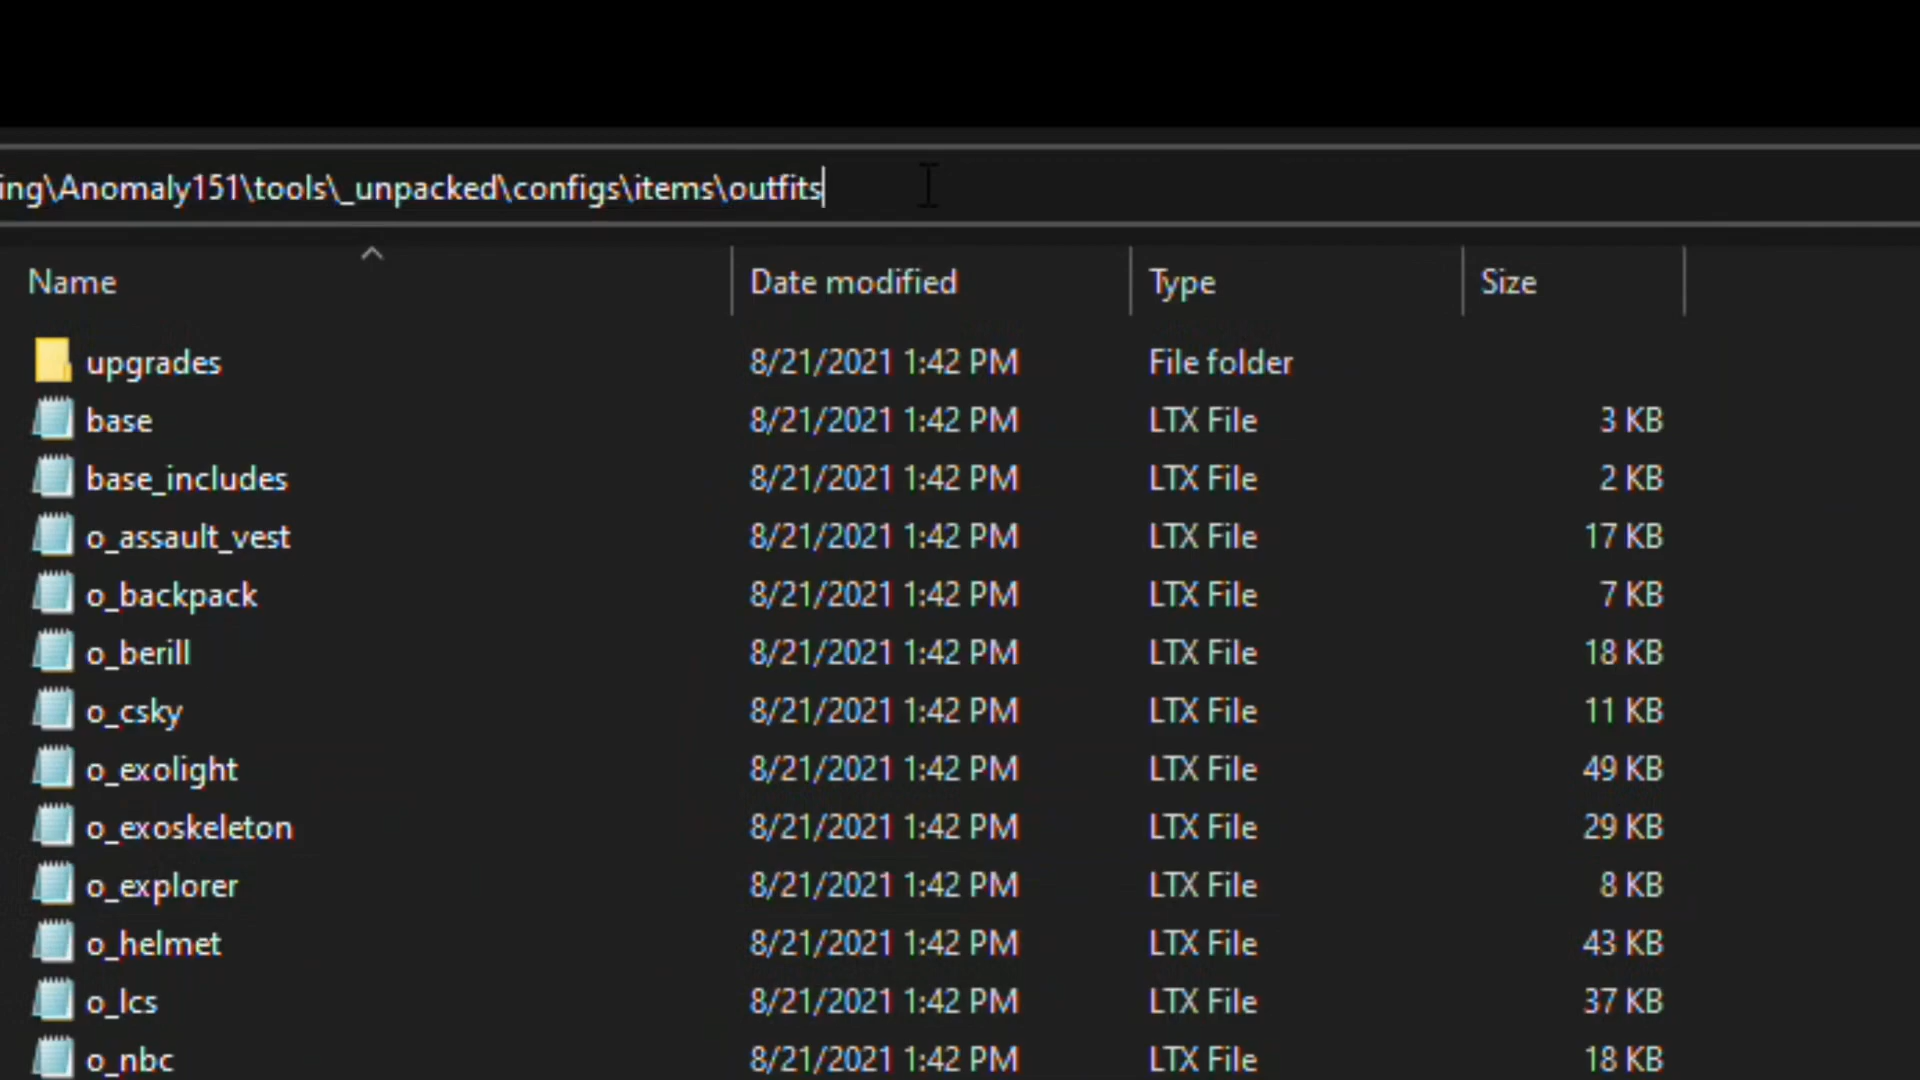 ing\Anomaly151\tools\_unpacked\configs\items\outfits
Name Date modified Type Size
upgrades 8/21/2021 1:42 PM File folder
base 8/21/2021 1:42 PM LTX File 3 KB
base_includes 8/21/2021 1:42 PM LTX File 2 KB
o_assault_vest 8/21/2021 1:42 PM LTX File 17 KB
o_backpack 8/21/2021 1:42 PM LTX File 7 KB
o_berill 8/21/2021 1:42 PM LTX File 18 KB
o_csky 8/21/2021 1:42 PM LTX File 11 KB
o_exolight 8/21/2021 1:42 PM LTX File 49 KB
o_exoskeleton 8/21/2021 1:42 PM LTX File 29 KB
o_explorer 8/21/2021 1:42 PM LTX File 8 KB
o_helmet 8/21/2021 1:42 PM LTX File 43 KB
o_lcs 8/21/2021 1:42 PM LTX File 37 KB
o_nbc 8/21/2021 1:42 PM LTX File 18 KB